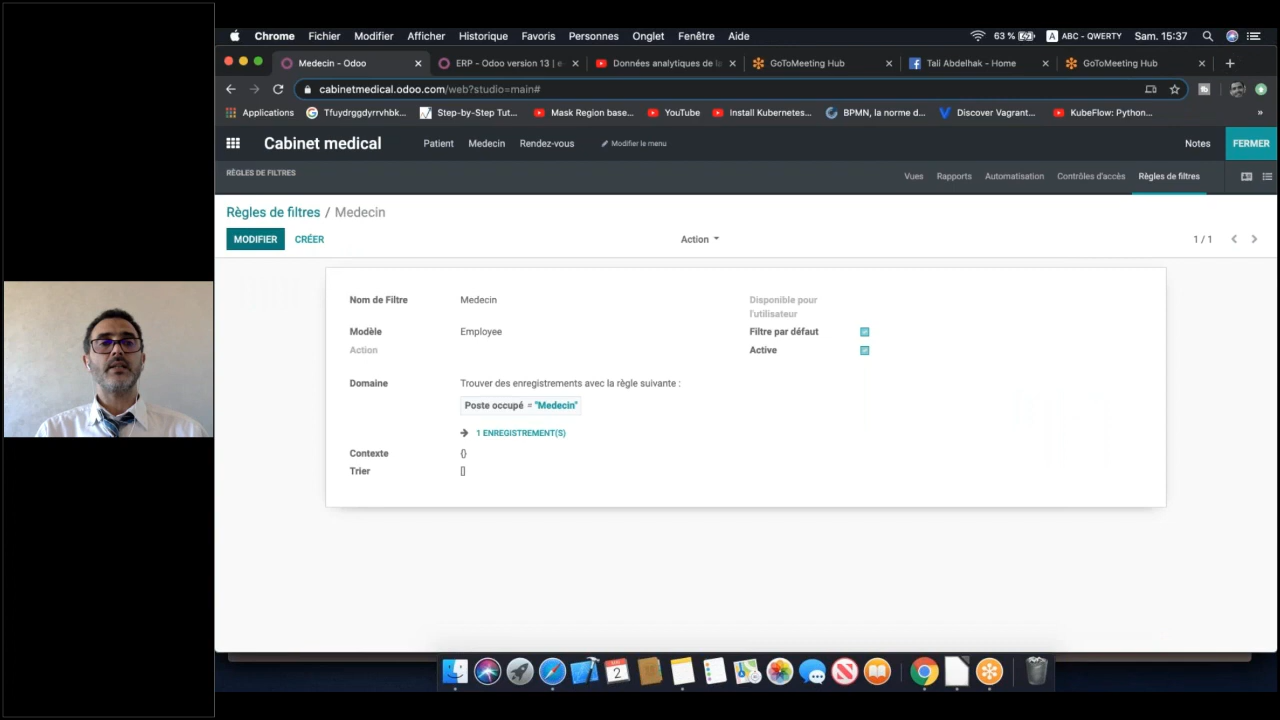 Chrome Fichier Modifier Afficher Historique Favoris Personnes Onglet Fenêtre Aide 63 % A ABC - QWERTY Sam. 15:37
Medecin - Odoo ERP - Odoo version 13 | e Données analytiques de la GoToMeeting Hub Tali Abdelhak - Home GoToMeeting Hub
cabinetmedical.odoo.com/web?studio=main#
Applications Tfuydrggdyrrvhbk... Step-by-Step Tut... Mask Region base... YouTube Install Kubernetes... BPMN, la norme d... Discover Vagrant... KubeFlow: Python... »
Cabinet medical Patient Medecin Rendez-vous Modifier le menu Notes FERMER
RÈGLES DE FILTRES Vues Rapports Automatisation Contrôles d'accès Règles de filtres
Règles de filtres / Medecin
MODIFIER CRÉER Action 1 / 1
Nom de Filtre Medecin Disponible pour
l'utilisateur
Modèle Employee Filtre par défaut
Action Active
Domaine Trouver des enregistrements avec la règle suivante :
Poste occupé = "Medecin"
1 ENREGISTREMENT(S)
Contexte {}
Trier []
2